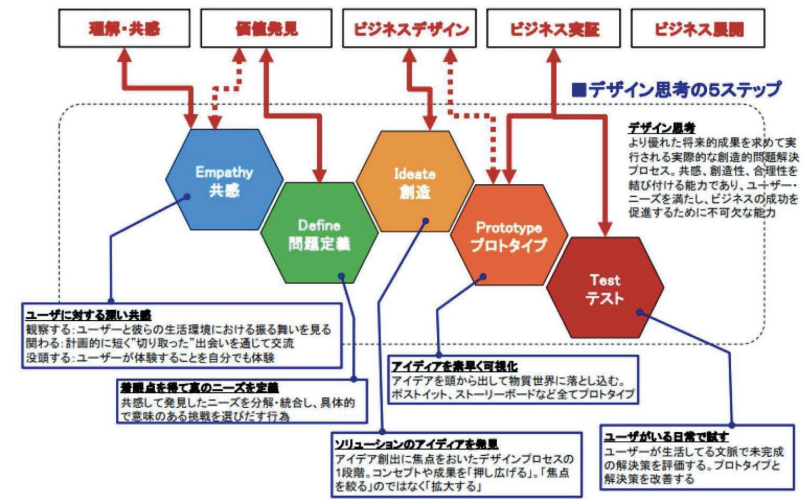 理解・共感
価値発見
ビジネスデザイン
ビジネス実証
ビジネス展開
■デザイン思考の5ステップ
デザイン思考
より優れた将来的成果を求めて実
行される実際的な創造的問題解決
プロセス。共感、創造性、合理性を
結び付ける能力であり、ユーザー・
ニーズを満たし、ビジネスの成功を
促進するために不可欠な能力
Empathy
共感
Define
問題定義
Ideate
創造
Prototype
プロトタイプ
Test
テスト
ユーザに対する深い共感
観察する：ユーザーと彼らの生活環境における振る舞いを見る
関わる：計画的に短く”切り取った”出会いを通じて交流
没頭する：ユーザーが体験することを自分でも体験
着眼点を得て真のニーズを定義
共感して発見したニーズを分解・統合し、具体的
で意味のある挑戦を選びだす行為
アイディアを素早く可視化
アイデアを頭から出して物質世界に落とし込む。
ポストイット、ストーリーボードなど全てプロトタイプ
ソリューションのアイディアを発見
アイデア創出に焦点をおいたデザインプロセスの
1段階。コンセプトや成果を「押し広げる」。「焦点
を絞る」のではなく「拡大する」
ユーザがいる日常で試す
ユーザーが生活してる文脈で未完成
の解決策を評価する。プロトタイプと
解決策を改善する